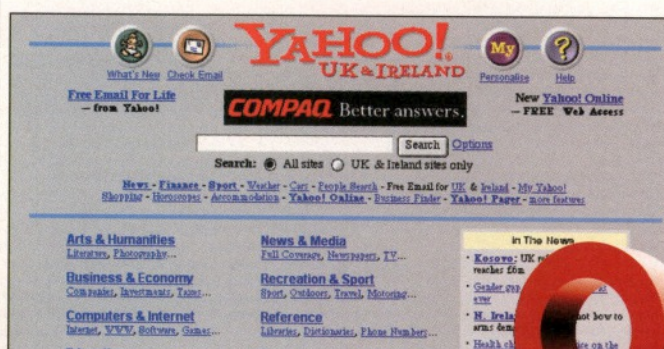 YAHOO!
UK & IRELAND
What's New Check Email
My
Personalise Help
Free Email For Life
— from Yahoo!
COMPAQ Better answers.
New Yahoo! Online
— FREE Web Access
Search Options
Search: All sites UK & Ireland sites only
News - Finance - Sport - Weather - Cars - People Search - Free Email for UK & Ireland - My Yahoo!
Shopping - Horoscopes - Accommodation - Yahoo! Online - Business Finder - Yahoo! Pager - more features
Arts & Humanities
Literature, Photography...
Business & Economy
Companies, Investments, Taxes...
Computers & Internet
Internet, WWW, Software, Games...
News & Media
Full Coverage, Newspapers, TV...
Recreation & Sport
Sport, Outdoors, Travel, Motoring...
Reference
Libraries, Dictionaries, Phone Numbers...
In The News
· Kosovo: UK
reaches £6m
· Gender gap
ever
· N. Irela not how to
arms
· Health ce on the